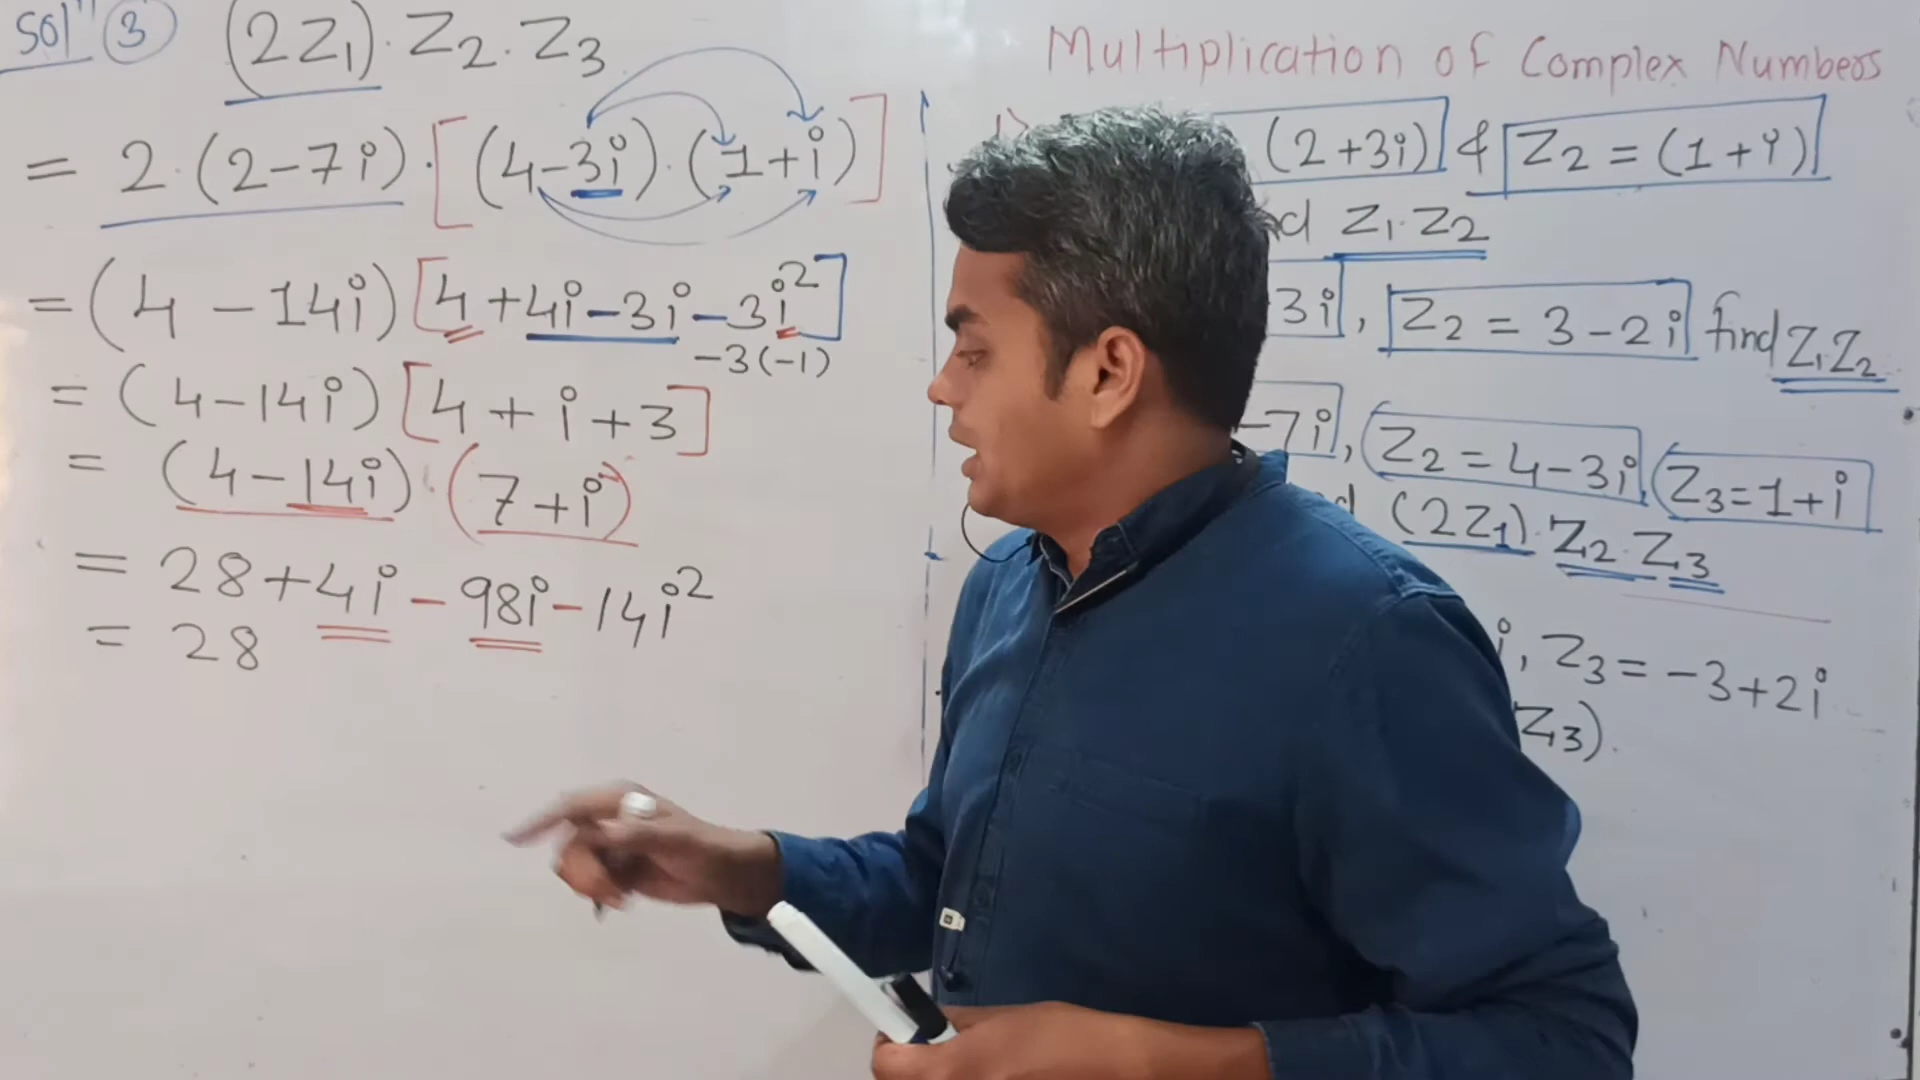 Solⁿ ③ (2Z₁)·Z₂·Z₃
= 2·(2-7i)·[(4-3i)·(1+i)]
= (4-14i)[4+4i-3i-3i²]
-3(-1)
= (4-14i)[4+i+3]
= (4-14i)·(7+i)
= 28+4i-98i-14i²
= 28
Multiplication of Complex Numbers
(2+3i) & Z₂=(1+i)
Z₁·Z₂
3i, Z₂=3-2i find Z₁Z₂
-7i, Z₂=4-3i, Z₃=1+i
(2Z₁)·Z₂·Z₃
i, Z₃=-3+2i
Z₃).